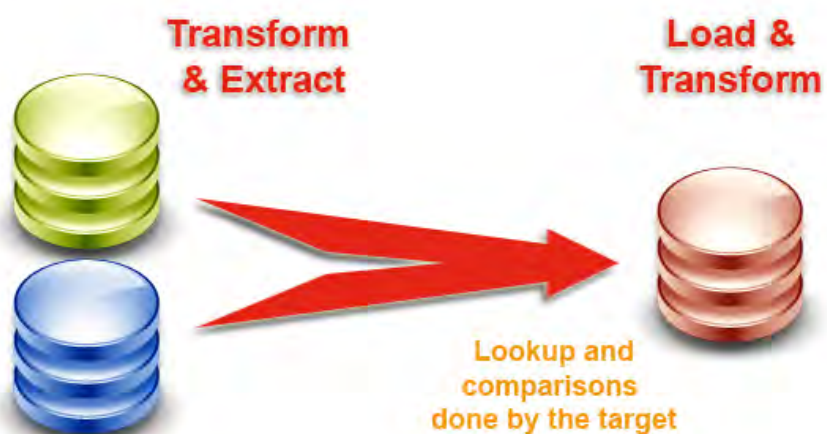 Transform
& Extract
Load &
Transform
Lookup and
comparisons
done by the target